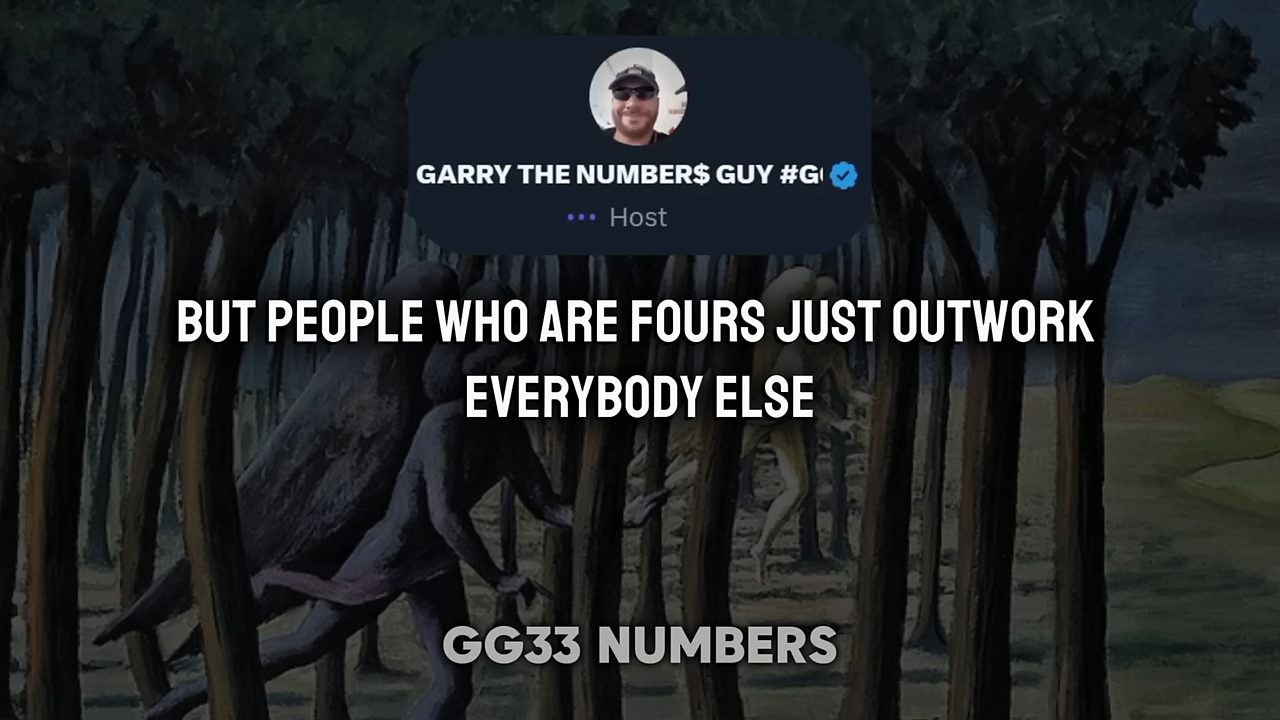 GARRY THE NUMBER$ GUY #G
Host
BUT PEOPLE WHO ARE FOURS JUST OUTWORK
EVERYBODY ELSE
GG33 NUMBERS